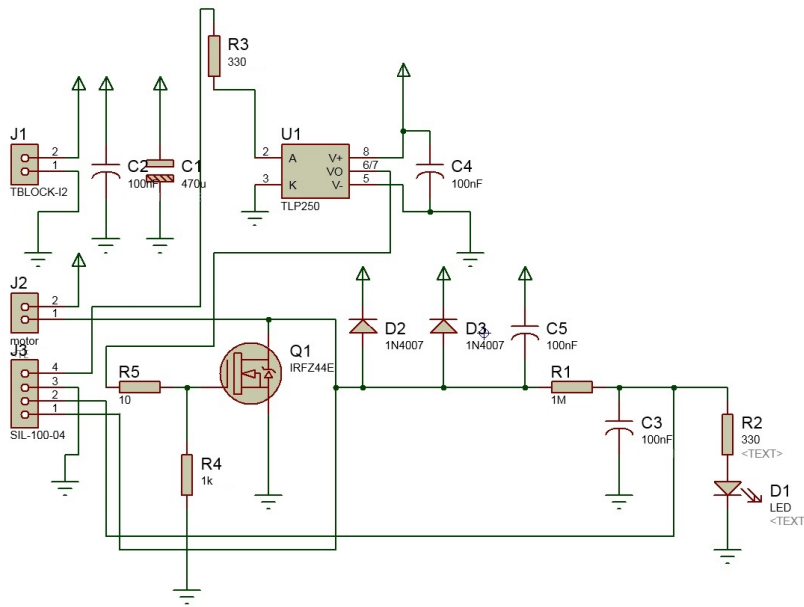 R3
330
J1
2
1
TBLOCK-I2
C2
100nF
C1
470u
U1
2
A
3
K
V+
8
VO
6/7
V-
5
TLP250
C4
100nF
J2
2
1
motor
J3
4
3
2
1
SIL-100-04
R5
10
Q1
IRFZ44E
D2
1N4007
D3
1N4007
C5
100nF
R1
1M
R4
1k
C3
100nF
R2
330
<TEXT>
D1
LED
<TEXT